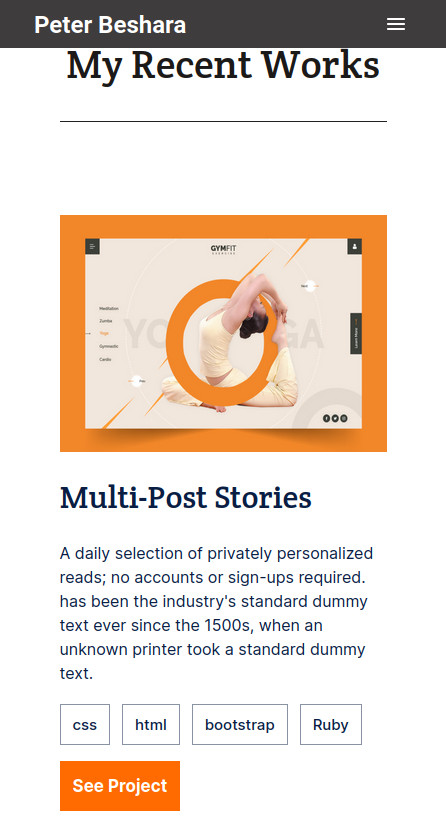 Peter Beshara
My Recent Works
GYMFIT
Meditation
Zumba
Yoga
Gymnastic
Cardio
Multi-Post Stories
A daily selection of privately personalized
reads; no accounts or sign-ups required.
has been the industry's standard dummy
text ever since the 1500s, when an
unknown printer took a standard dummy
text.
css html bootstrap Ruby
See Project